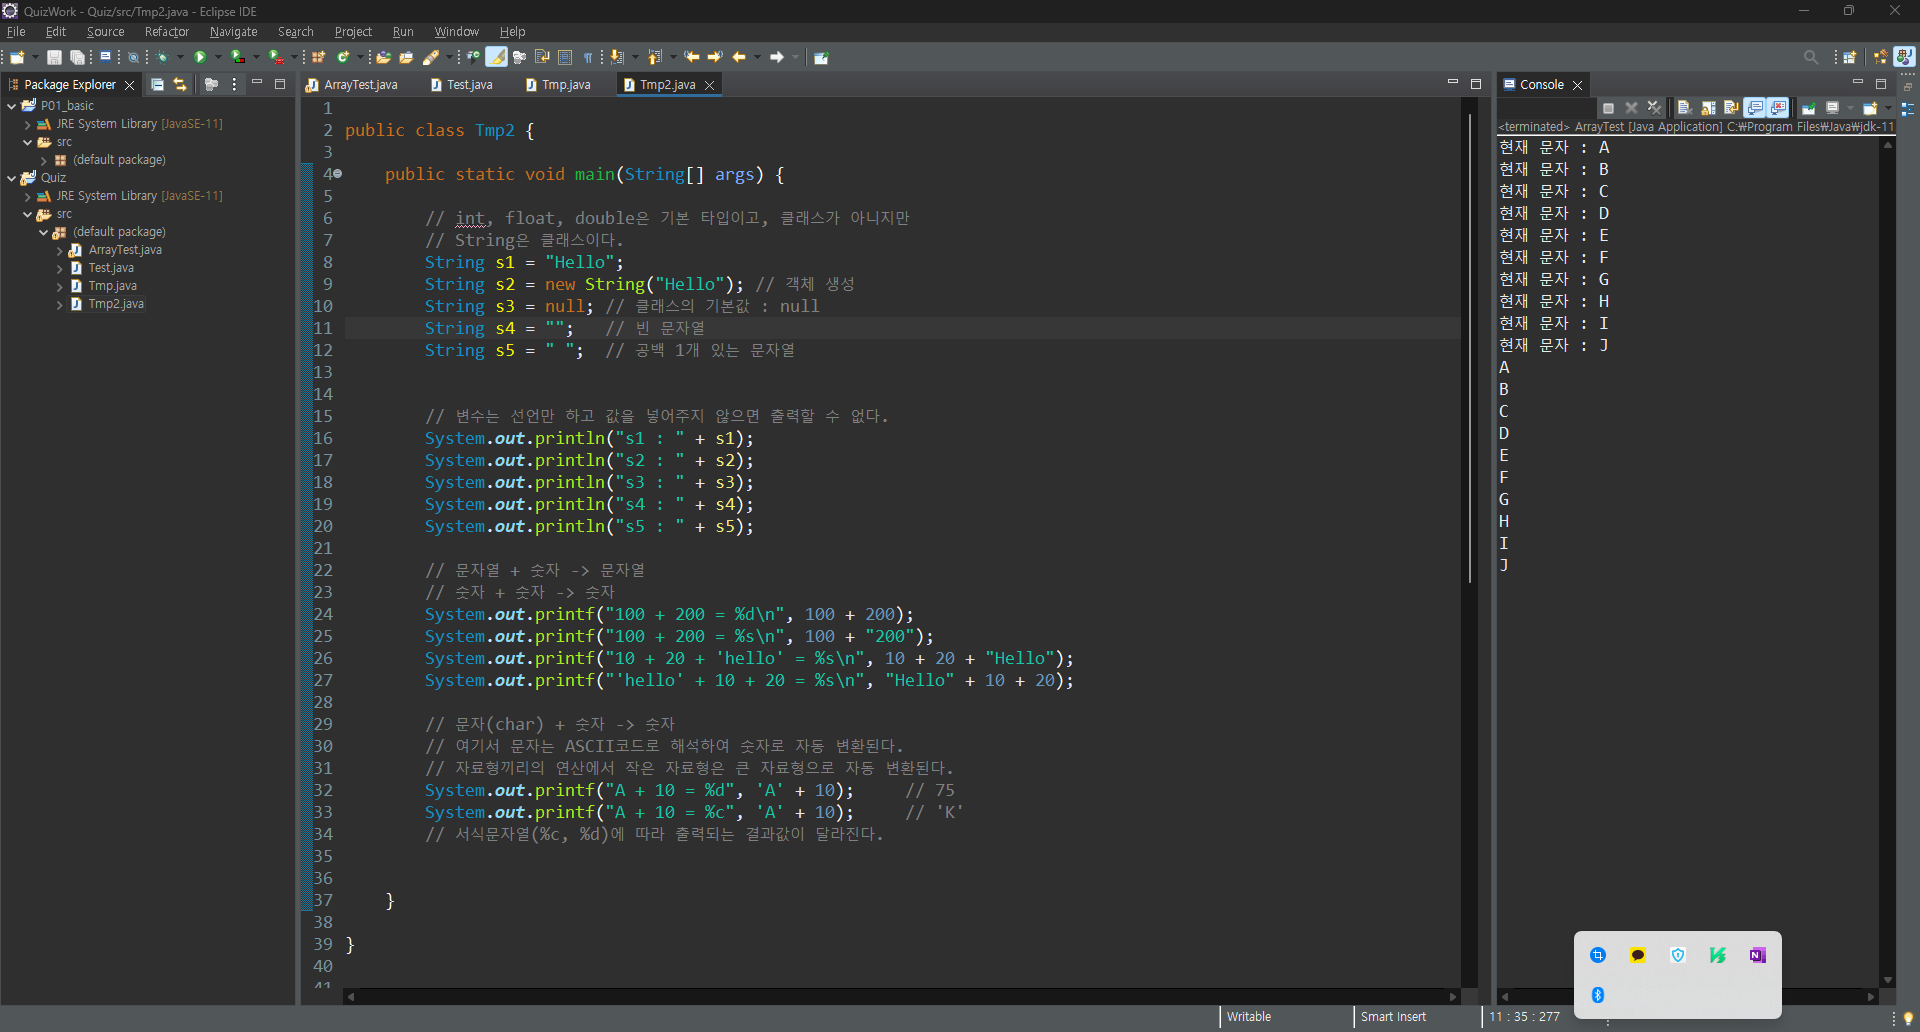 QuizWork - Quiz/src/Tmp2.java - Eclipse IDE
File Edit Source Refactor Navigate Search Project Run Window Help
Package Explorer
P01_basic
JRE System Library [JavaSE-11]
src
(default package)
Quiz
JRE System Library [JavaSE-11]
src
(default package)
ArrayTest.java
Test.java
Tmp.java
Tmp2.java
ArrayTest.java Test.java Tmp.java Tmp2.java
1
2 public class Tmp2 {
3
4 public static void main(String[] args) {
5
6 // int, float, double은 기본 타입이고, 클래스가 아니지만
7 // String은 클래스이다.
8 String s1 = "Hello";
9 String s2 = new String("Hello"); // 객체 생성
10 String s3 = null; // 클래스의 기본값 : null
11 String s4 = ""; // 빈 문자열
12 String s5 = " "; // 공백 1개 있는 문자열
13
14
15 // 변수는 선언만 하고 값을 넣어주지 않으면 출력할 수 없다.
16 System.out.println("s1 : " + s1);
17 System.out.println("s2 : " + s2);
18 System.out.println("s3 : " + s3);
19 System.out.println("s4 : " + s4);
20 System.out.println("s5 : " + s5);
21
22 // 문자열 + 숫자 -> 문자열
23 // 숫자 + 숫자 -> 숫자
24 System.out.printf("100 + 200 = %d\n", 100 + 200);
25 System.out.printf("100 + 200 = %s\n", 100 + "200");
26 System.out.printf("10 + 20 + 'hello' = %s\n", 10 + 20 + "Hello");
27 System.out.printf("'hello' + 10 + 20 = %s\n", "Hello" + 10 + 20);
28
29 // 문자(char) + 숫자 -> 숫자
30 // 여기서 문자는 ASCII코드로 해석하여 숫자로 자동 변환된다.
31 // 자료형끼리의 연산에서 작은 자료형은 큰 자료형으로 자동 변환된다.
32 System.out.printf("A + 10 = %d", 'A' + 10); // 75
33 System.out.printf("A + 10 = %c", 'A' + 10); // 'K'
34 // 서식문자열(%c, %d)에 따라 출력되는 결과값이 달라진다.
35
36
37 }
38
39 }
40
41
Console
<terminated> ArrayTest [Java Application] C:₩Program Files₩Java₩jdk-11
현재 문자 : A
현재 문자 : B
현재 문자 : C
현재 문자 : D
현재 문자 : E
현재 문자 : F
현재 문자 : G
현재 문자 : H
현재 문자 : I
현재 문자 : J
A
B
C
D
E
F
G
H
I
J
Writable Smart Insert 11 : 35 : 277